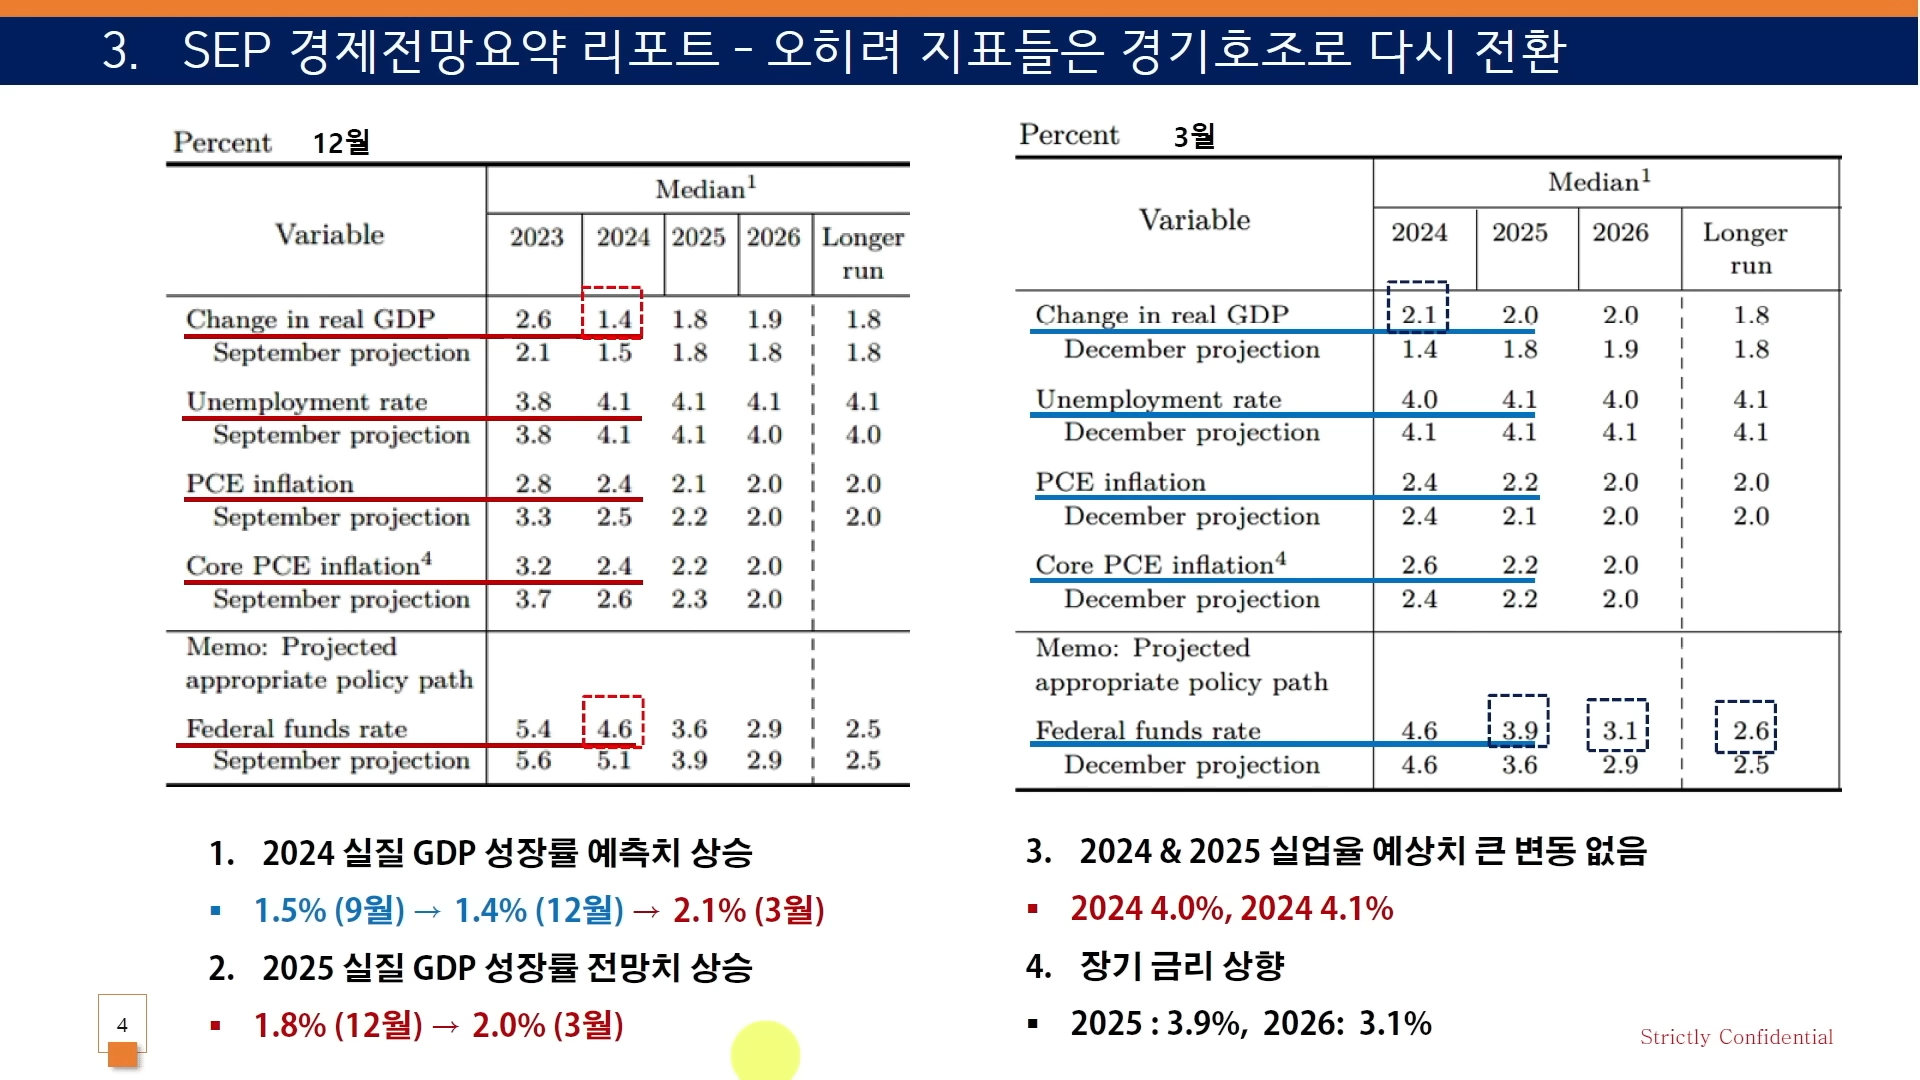 3. SEP 경제전망요약 리포트 - 오히려 지표들은 경기호조로 다시 전환
Percent 12월
Variable Median¹
2023 2024 2025 2026 Longer run
Change in real GDP 2.6 1.4 1.8 1.9 1.8
September projection 2.1 1.5 1.8 1.8 1.8
Unemployment rate 3.8 4.1 4.1 4.1 4.1
September projection 3.8 4.1 4.1 4.0 4.0
PCE inflation 2.8 2.4 2.1 2.0 2.0
September projection 3.3 2.5 2.2 2.0 2.0
Core PCE inflation⁴ 3.2 2.4 2.2 2.0
September projection 3.7 2.6 2.3 2.0
Memo: Projected
appropriate policy path
Federal funds rate 5.4 4.6 3.6 2.9 2.5
September projection 5.6 5.1 3.9 2.9 2.5
Percent 3월
Variable Median¹
2024 2025 2026 Longer run
Change in real GDP 2.1 2.0 2.0 1.8
December projection 1.4 1.8 1.9 1.8
Unemployment rate 4.0 4.1 4.0 4.1
December projection 4.1 4.1 4.1 4.1
PCE inflation 2.4 2.2 2.0 2.0
December projection 2.4 2.1 2.0 2.0
Core PCE inflation⁴ 2.6 2.2 2.0
December projection 2.4 2.2 2.0
Memo: Projected
appropriate policy path
Federal funds rate 4.6 3.9 3.1 2.6
December projection 4.6 3.6 2.9 2.5
1. 2024 실질 GDP 성장률 예측치 상승
▪ 1.5% (9월) → 1.4% (12월) → 2.1% (3월)
2. 2025 실질 GDP 성장률 전망치 상승
▪ 1.8% (12월) → 2.0% (3월)
3. 2024 & 2025 실업율 예상치 큰 변동 없음
▪ 2024 4.0%, 2024 4.1%
4. 장기 금리 상향
▪ 2025 : 3.9%, 2026: 3.1%
4
Strictly Confidential